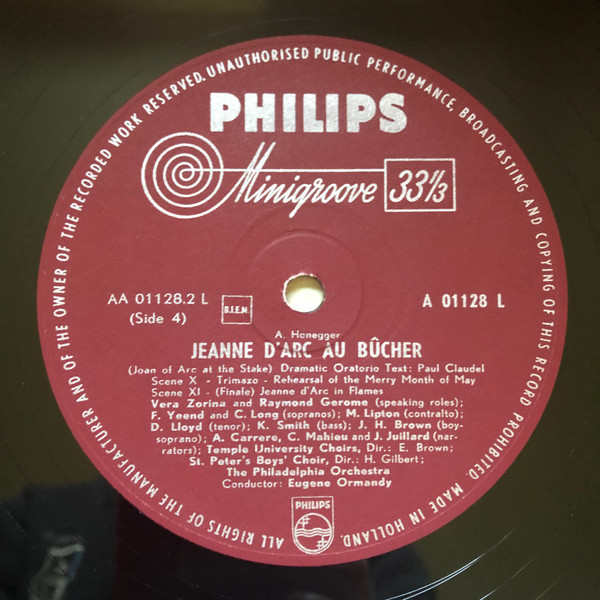 ALL RIGHTS OF THE MANUFACTURER AND OF THE OWNER OF THE RECORDED WORK RESERVED. UNAUTHORISED PUBLIC PERFORMANCE, BROADCASTING AND COPYING OF THIS RECORD PROHIBITED. MADE IN HOLLAND.
PHILIPS
Minigroove 33⅓
AA 01128.2 L B.I.E.M. A 01128 L
(Side 4)
A. Honegger
JEANNE D'ARC AU BÛCHER
(Joan of Arc at the Stake) Dramatic Oratorio Text: Paul Claudel
Scene X - Trimazo - Rehearsal of the Merry Month of May
Scene XI - (Finale) Jeanne d'Arc in Flames
Vera Zorina and Raymond Gerome (speaking roles);
F. Yeend and C. Long (sopranos); M. Lipton (contralto);
D. Lloyd (tenor); K. Smith (bass); J. H. Brown (boy-
soprano); A. Carrere, C. Mahieu and J. Juillard (nar-
rators); Temple University Choirs, Dir.: E. Brown;
St. Peter's Boys' Choir, Dir.: H. Gilbert;
The Philadelphia Orchestra
Conductor: Eugene Ormandy
PHILIPS